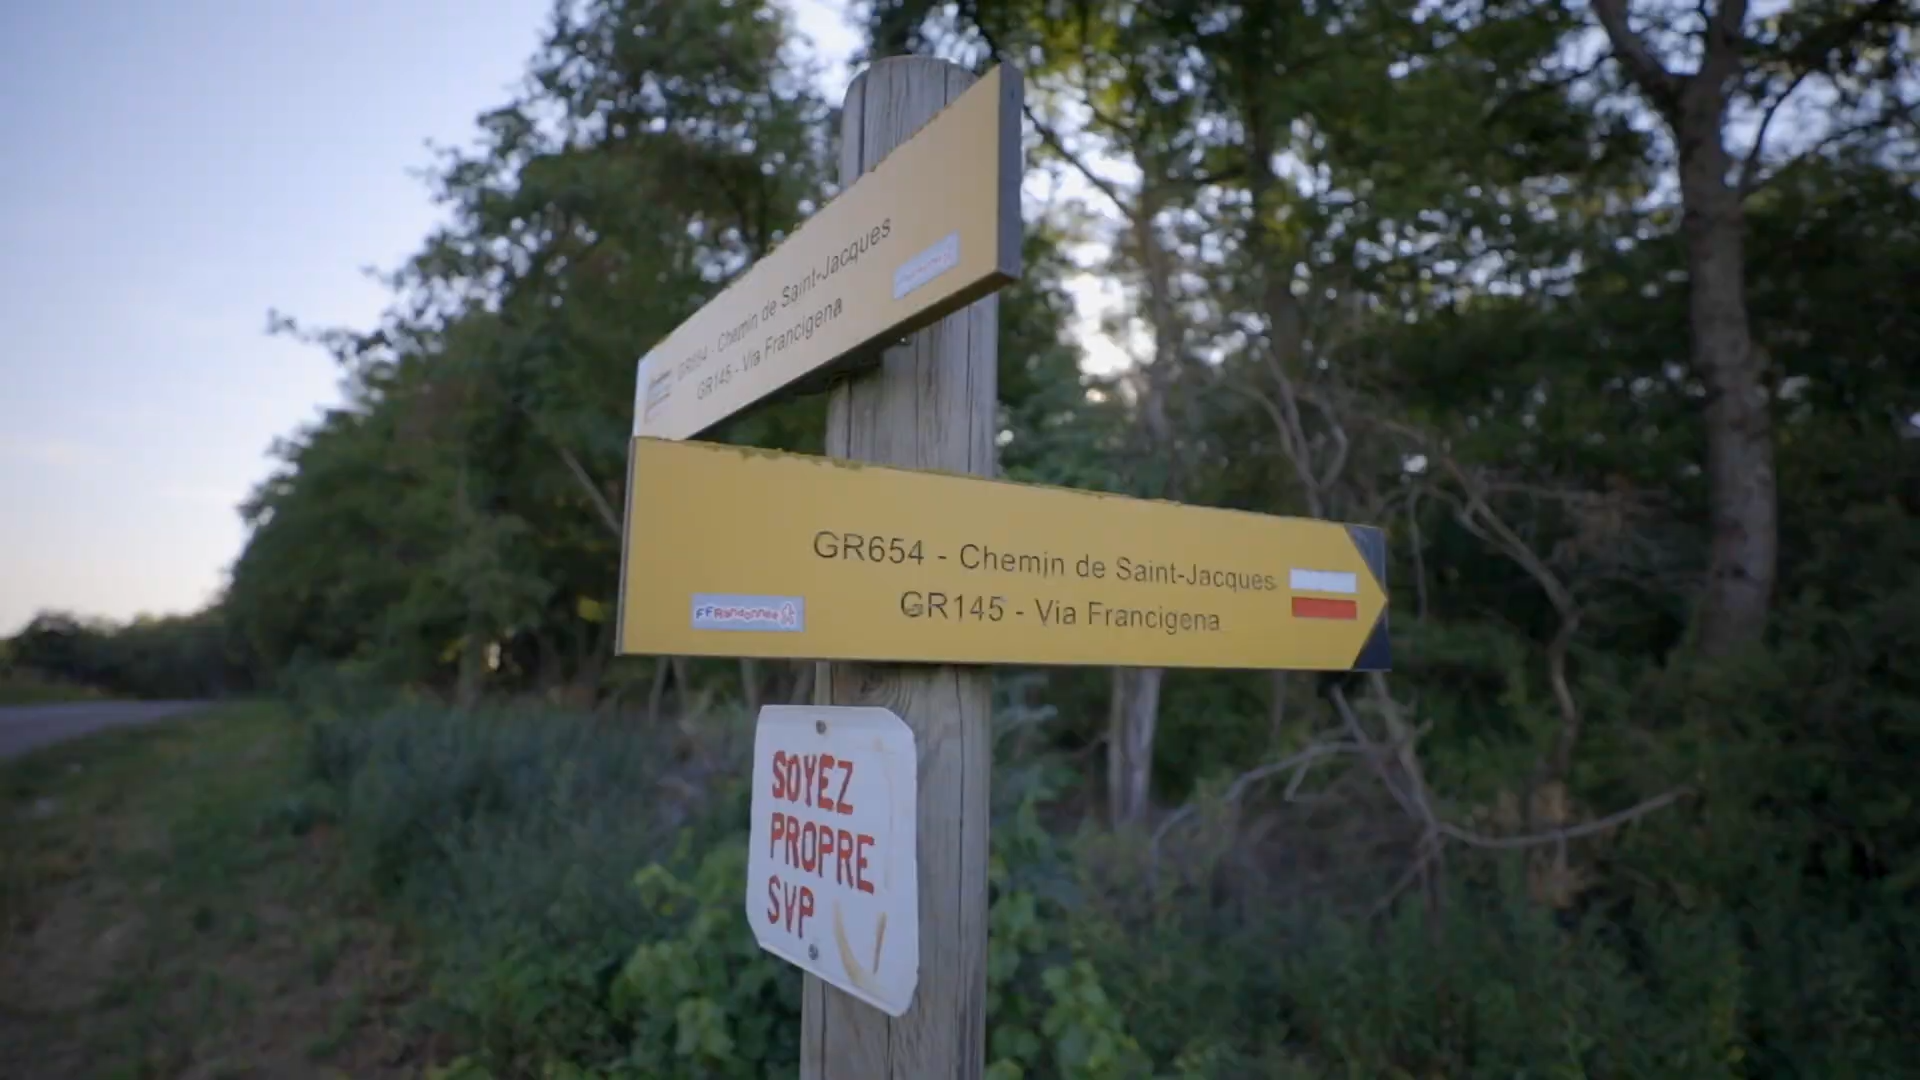 GR654 - Chemin de Saint-Jacques
GR145 - Via Francigena
GR654 - Chemin de Saint-Jacques
GR145 - Via Francigena
FFRandonnée
SOYEZ
PROPRE
SVP